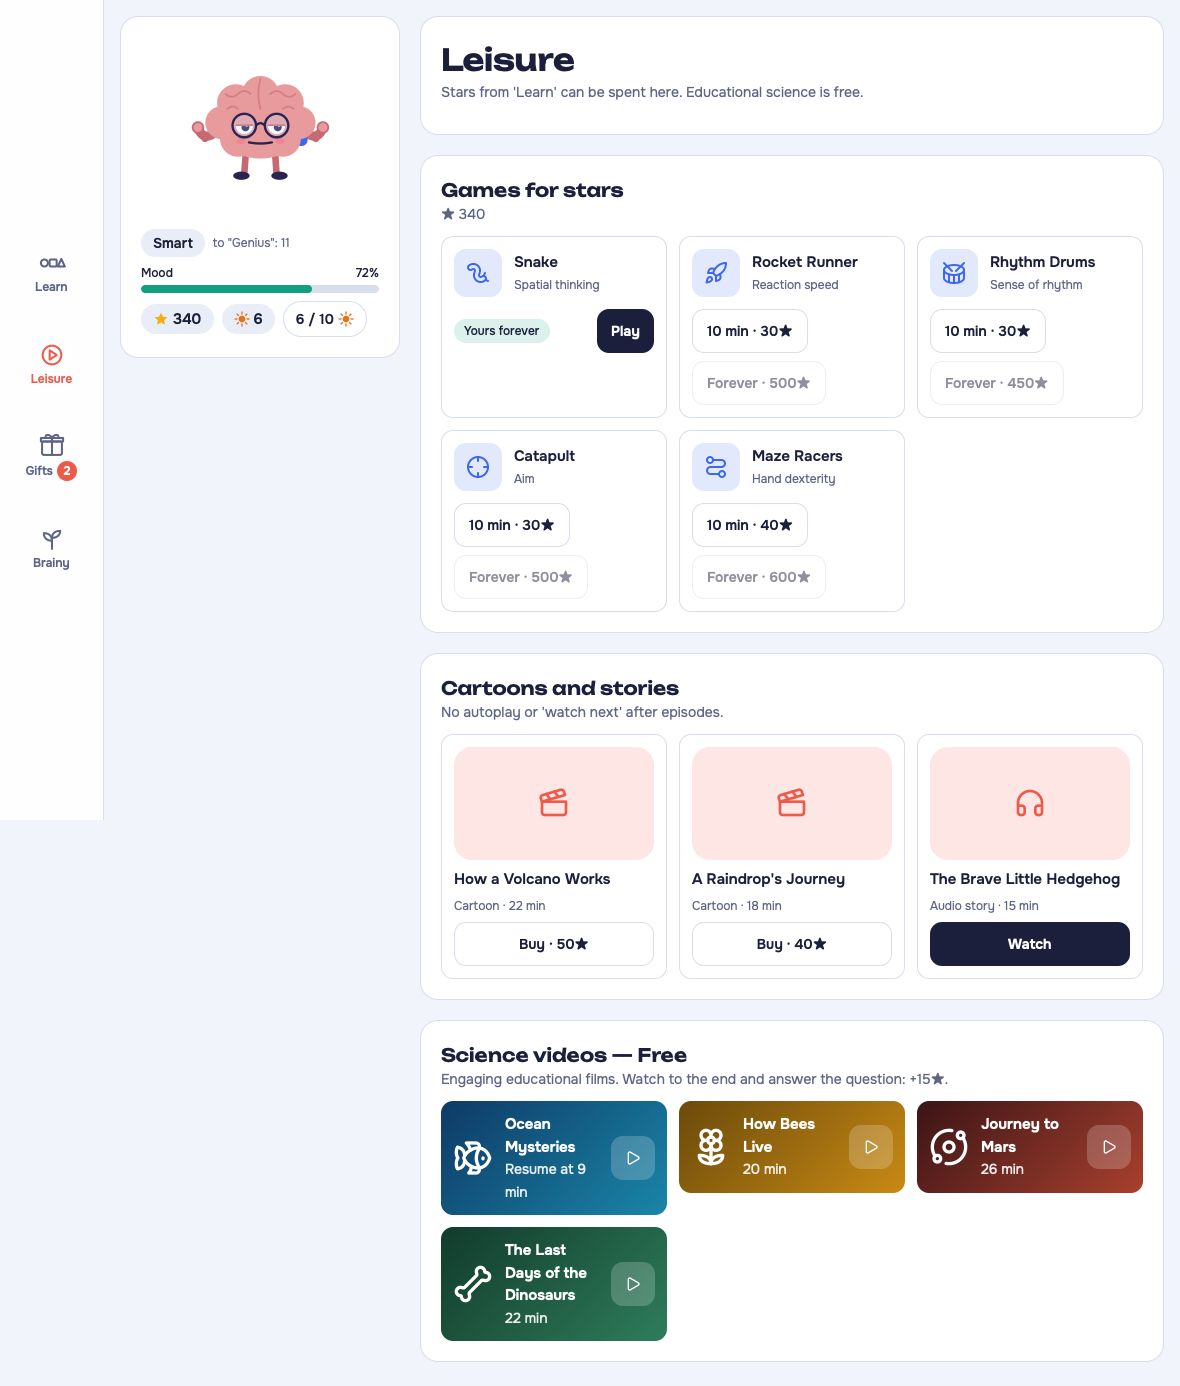 Learn
Leisure
Gifts 2
Brainy
Smart to "Genius": 11
Mood 72%
340 6 6 / 10
Leisure
Stars from 'Learn' can be spent here. Educational science is free.
Games for stars
★ 340
Snake
Spatial thinking
Yours forever Play
Rocket Runner
Reaction speed
10 min · 30★
Forever · 500★
Rhythm Drums
Sense of rhythm
10 min · 30★
Forever · 450★
Catapult
Aim
10 min · 30★
Forever · 500★
Maze Racers
Hand dexterity
10 min · 40★
Forever · 600★
Cartoons and stories
No autoplay or 'watch next' after episodes.
How a Volcano Works
Cartoon · 22 min
Buy · 50★
A Raindrop's Journey
Cartoon · 18 min
Buy · 40★
The Brave Little Hedgehog
Audio story · 15 min
Watch
Science videos — Free
Engaging educational films. Watch to the end and answer the question: +15★.
Ocean
Mysteries
Resume at 9
min
How Bees
Live
20 min
Journey to
Mars
26 min
The Last
Days of the
Dinosaurs
22 min